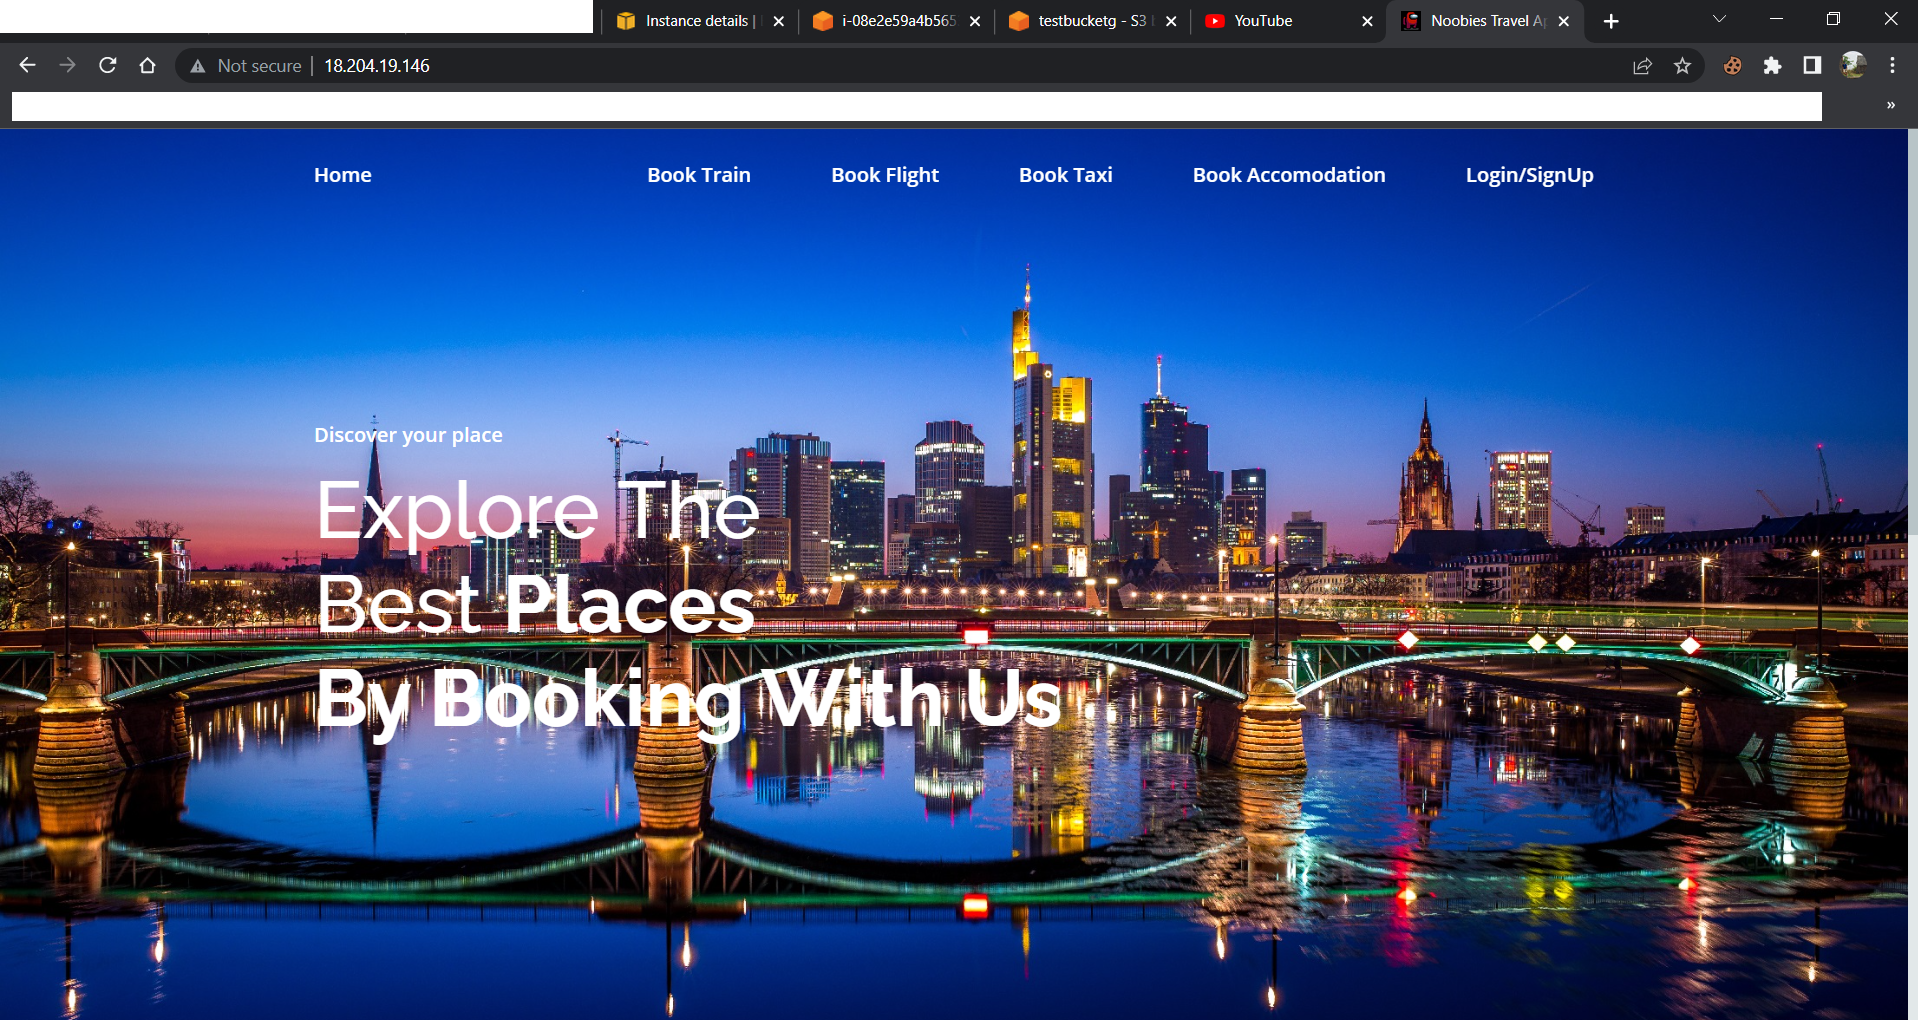 Instance details |
i-08e2e59a4b565
testbucketg - S3
YouTube
Noobies Travel A
Not secure
18.204.19.146
»
Home
Book Train
Book Flight
Book Taxi
Book Accomodation
Login/SignUp
Discover your place
Explore The
Best Places
By Booking With Us